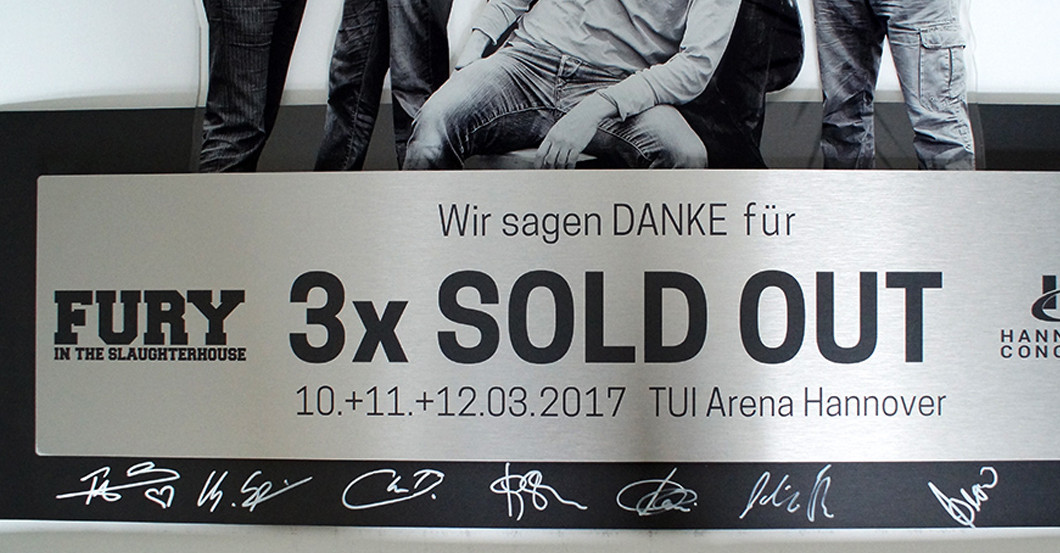 Wir sagen DANKE für
FURY
IN THE SLAUGHTERHOUSE
3x SOLD OUT
10.+11.+12.03.2017 TUI Arena Hannover